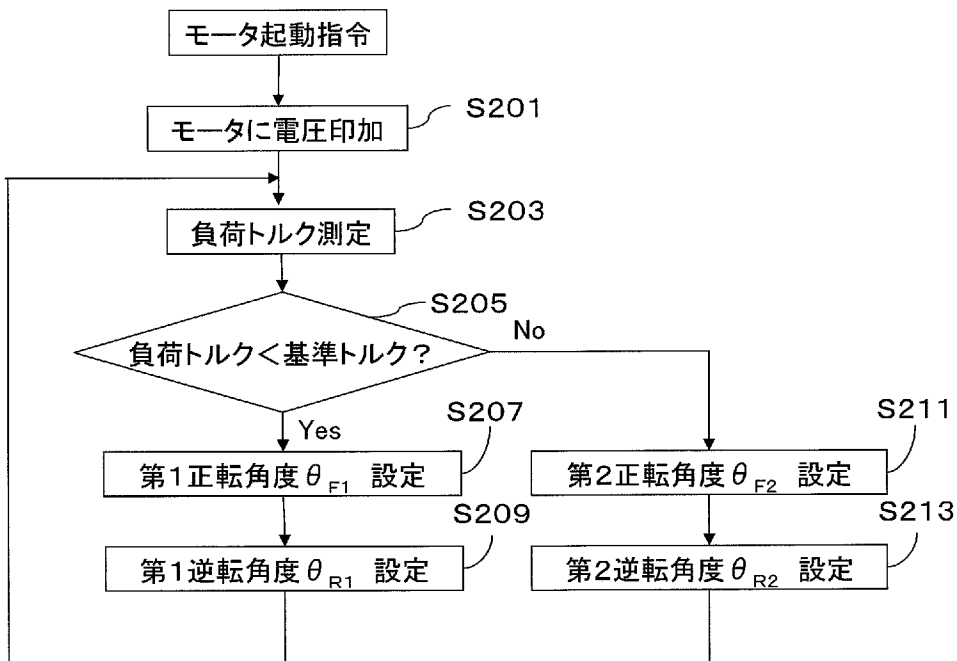 モータ起動指令
S201
モータに電圧印加
S203
負荷トルク測定
S205
負荷トルク<基準トルク?
No
Yes
S207
第1正転角度θF1 設定
S211
第2正転角度θF2 設定
S209
第1逆転角度θR1 設定
S213
第2逆転角度θR2 設定